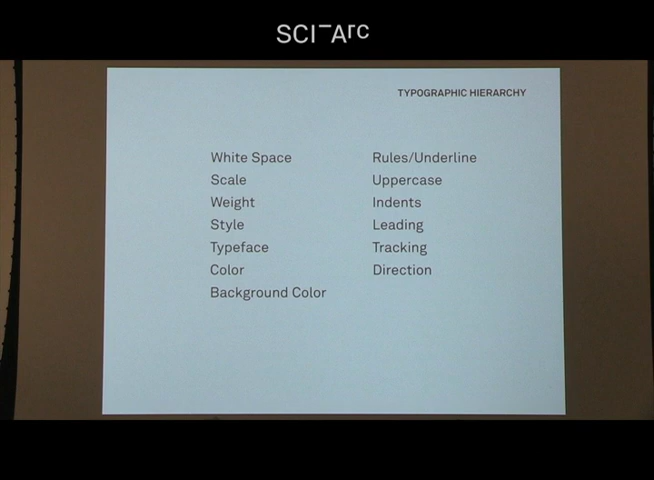 SCI-Arc
TYPOGRAPHIC HIERARCHY
White Space
Scale
Weight
Style
Typeface
Color
Background Color
Rules/Underline
Uppercase
Indents
Leading
Tracking
Direction